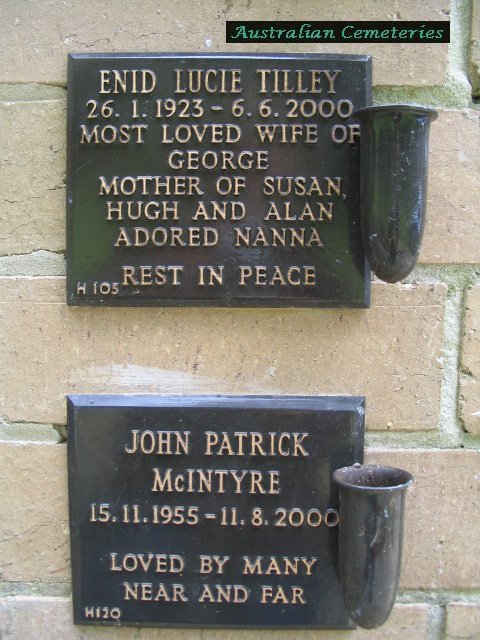 Australian Cemeteries
ENID LUCIE TILLEY
26. 1. 1923 - 6. 6. 2000
MOST LOVED WIFE OF
GEORGE
MOTHER OF SUSAN,
HUGH AND ALAN
ADORED NANNA
REST IN PEACE
H 103
JOHN PATRICK
McINTYRE
15. 11. 1955 - 11. 8. 2000
LOVED BY MANY
NEAR AND FAR
H120